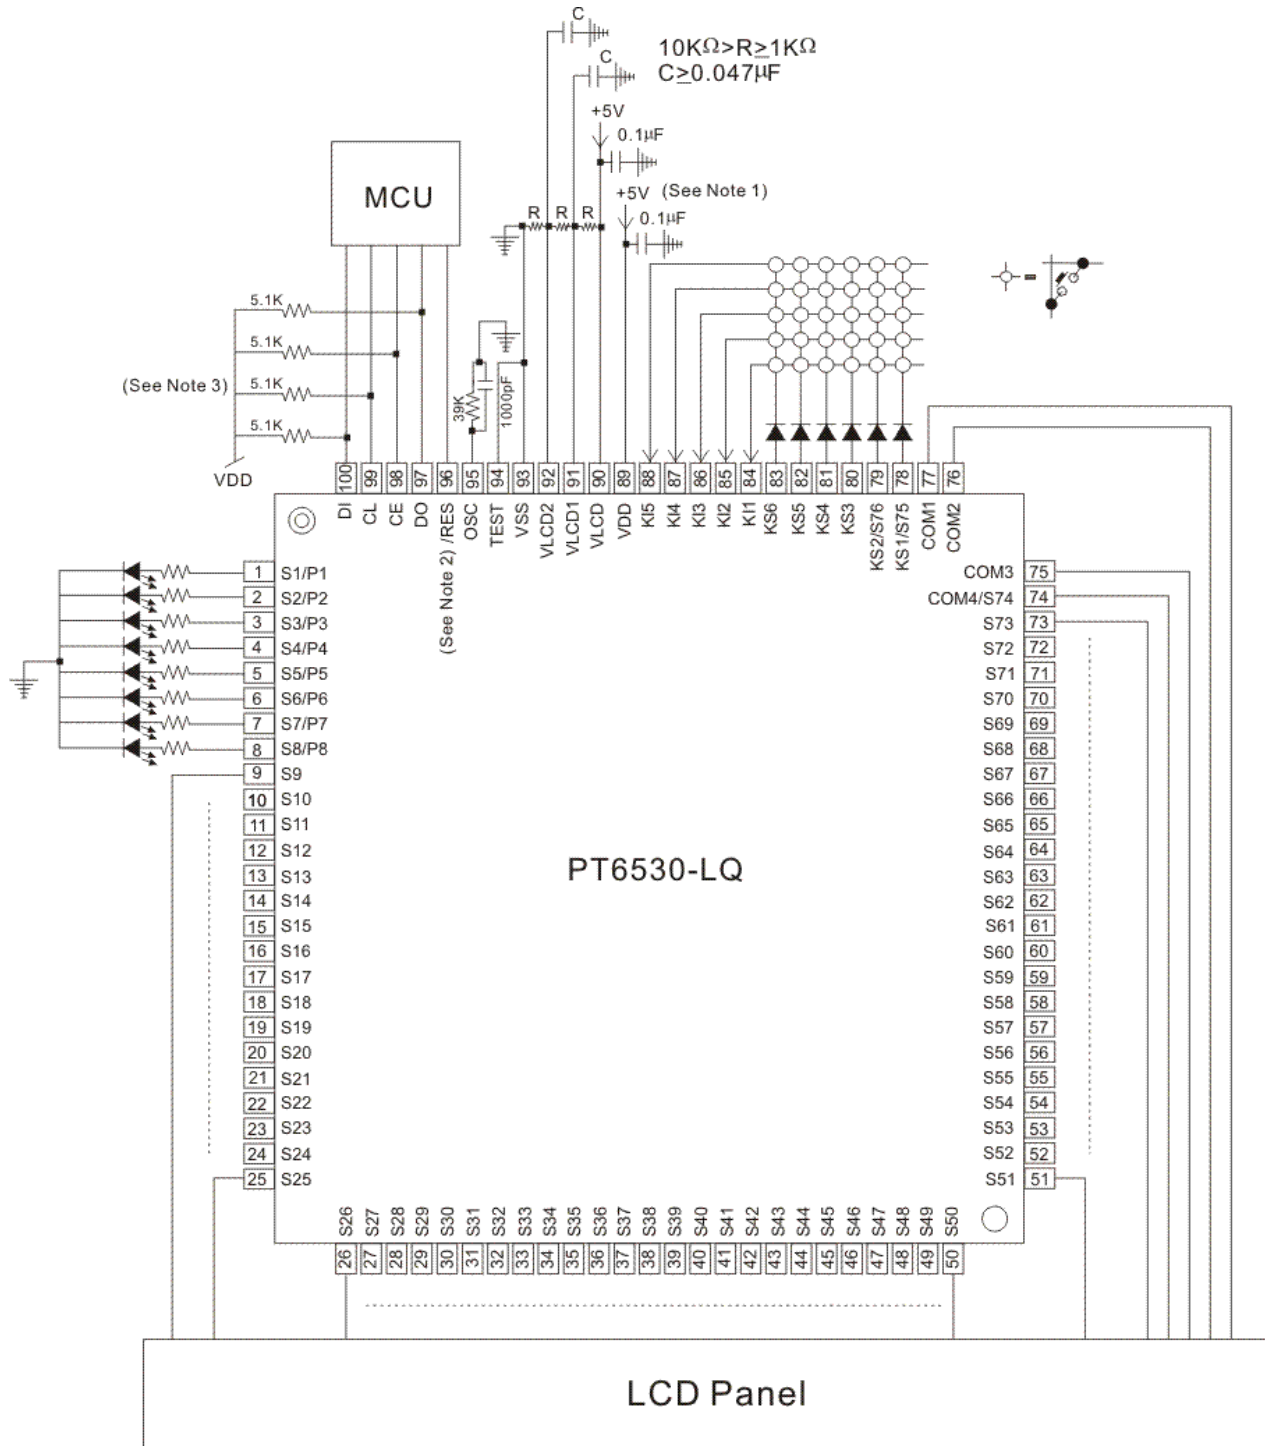 C
C
10KΩ>R≥1KΩ
C≥0.047μF
+5V
0.1μF
+5V (See Note 1)
0.1μF
R R R
MCU
5.1K
5.1K
5.1K
5.1K
(See Note 3)
VDD
39K
1000pF
100 99 98 97 96 95 94 93 92 91 90 89 88 87 86 85 84 83 82 81 80 79 78 77 76
DI
CL
CE
DO
(See Note 2) /RES
OSC
TEST
VSS
VLCD2
VLCD1
VLCD
VDD
KI5
KI4
KI3
KI2
KI1
KS6
KS5
KS4
KS3
KS2/S76
KS1/S75
COM1
COM2
1 S1/P1
2 S2/P2
3 S3/P3
4 S4/P4
5 S5/P5
6 S6/P6
7 S7/P7
8 S8/P8
9 S9
10 S10
11 S11
12 S12
13 S13
14 S14
15 S15
16 S16
17 S17
18 S18
19 S19
20 S20
21 S21
22 S22
23 S23
24 S24
25 S25
PT6530-LQ
COM3 75
COM4/S74 74
S73 73
S72 72
S71 71
S70 70
S69 69
S68 68
S67 67
S66 66
S65 65
S64 64
S63 63
S62 62
S61 61
S60 60
S59 59
S58 58
S57 57
S56 56
S55 55
S54 54
S53 53
S52 52
S51 51
S26 S27 S28 S29 S30 S31 S32 S33 S34 S35 S36 S37 S38 S39 S40 S41 S42 S43 S44 S45 S46 S47 S48 S49 S50
26 27 28 29 30 31 32 33 34 35 36 37 38 39 40 41 42 43 44 45 46 47 48 49 50
LCD Panel